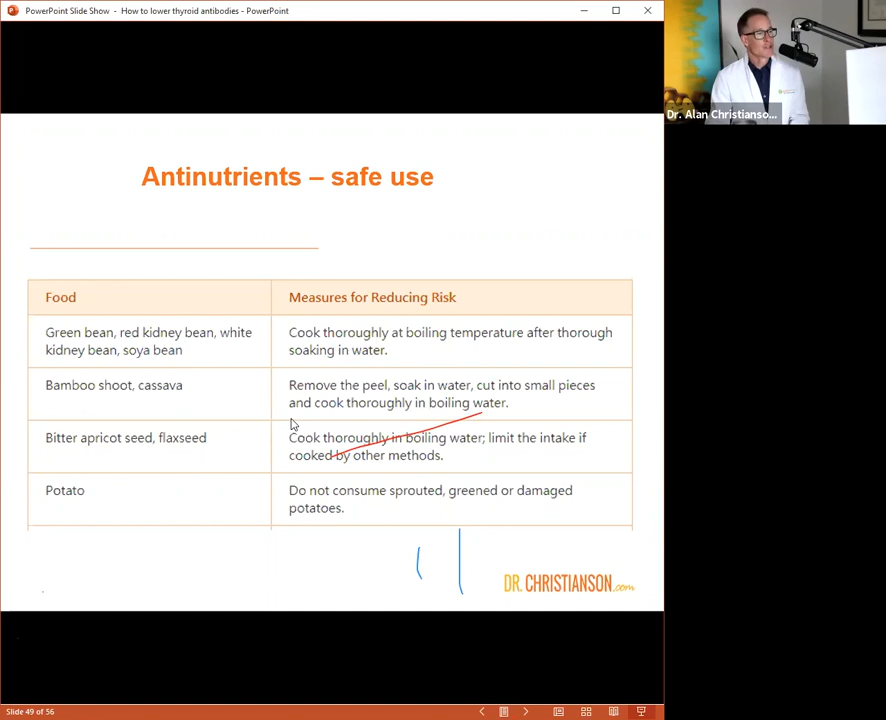 PowerPoint Slide Show - How to lower thyroid antibodies - PowerPoint
Dr. Alan Christianso...
Antinutrients – safe use
Food
Measures for Reducing Risk
Green bean, red kidney bean, white
kidney bean, soya bean
Cook thoroughly at boiling temperature after thorough
soaking in water.
Bamboo shoot, cassava
Remove the peel, soak in water, cut into small pieces
and cook thoroughly in boiling water.
Bitter apricot seed, flaxseed
Cook thoroughly in boiling water; limit the intake if
cooked by other methods.
Potato
Do not consume sprouted, greened or damaged
potatoes.
DR. CHRISTIANSON.com
Slide 49 of 56